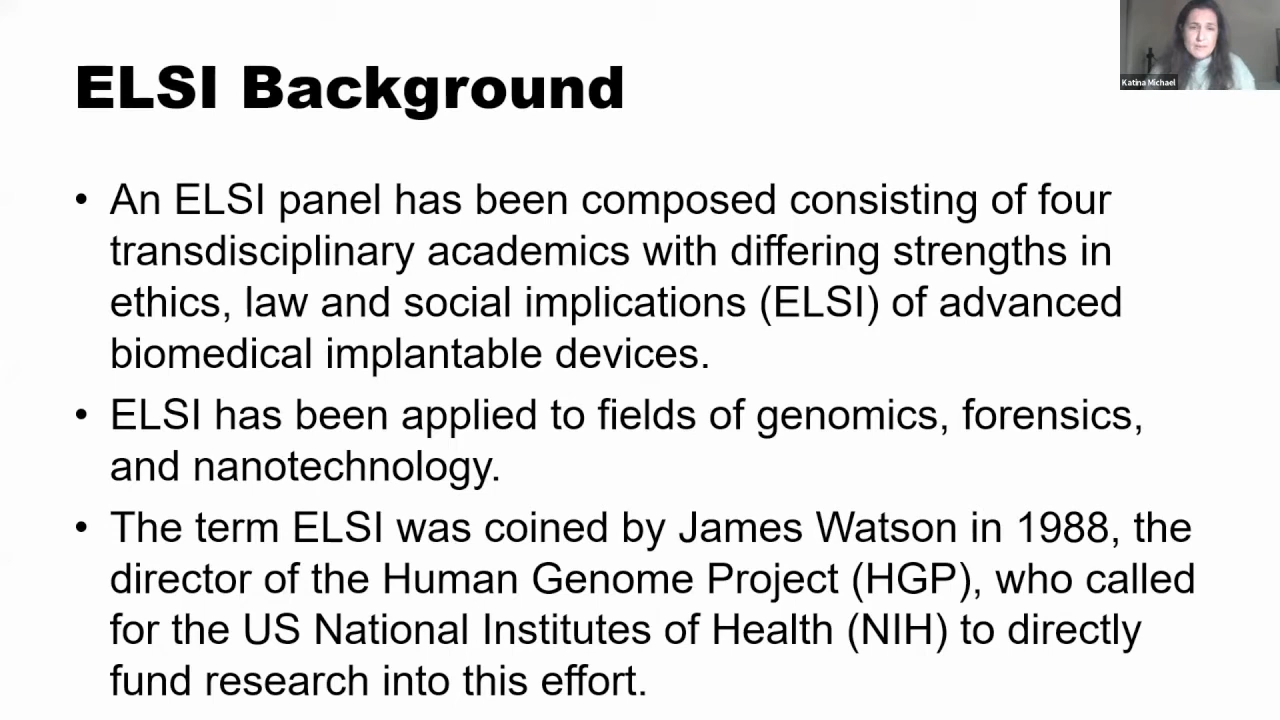 Katina Michael
ELSI Background
• An ELSI panel has been composed consisting of four
transdisciplinary academics with differing strengths in
ethics, law and social implications (ELSI) of advanced
biomedical implantable devices.
• ELSI has been applied to fields of genomics, forensics,
and nanotechnology.
• The term ELSI was coined by James Watson in 1988, the
director of the Human Genome Project (HGP), who called
for the US National Institutes of Health (NIH) to directly
fund research into this effort.